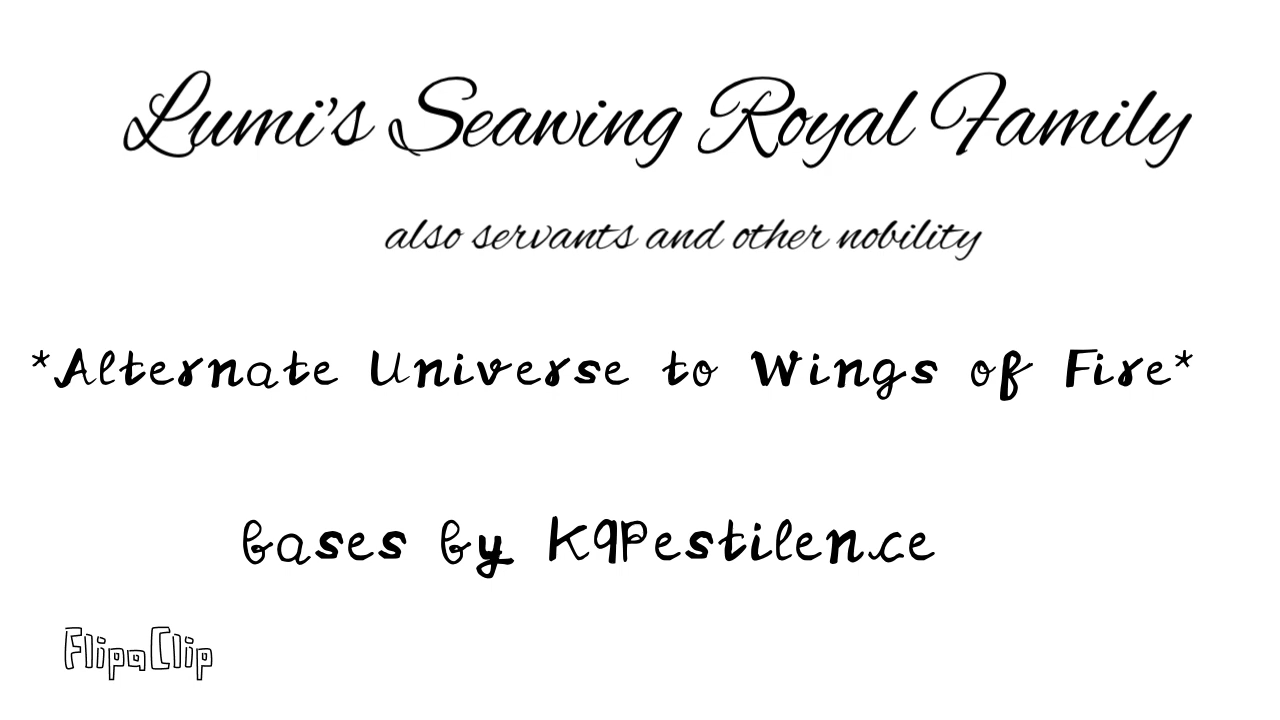 Lumi's Seawing Royal Family
also servants and other nobility
*Alternate Universe to Wings of Fire*
bases by K9Pestilence
FlipaClip